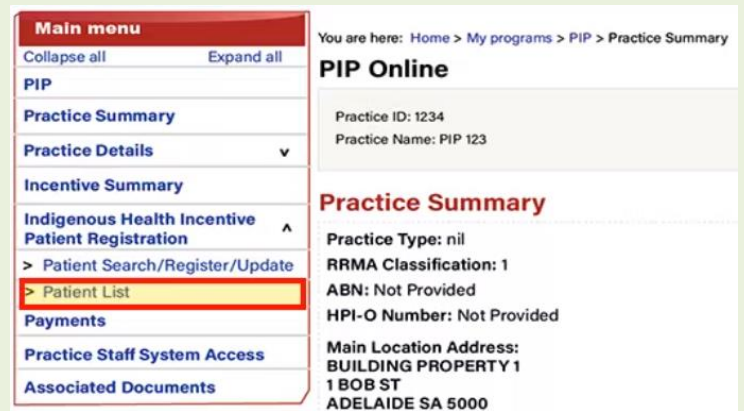 Main menu
Collapse all Expand all
PIP
Practice Summary
Practice Details v
Incentive Summary
Indigenous Health Incentive
Patient Registration ^
> Patient Search/Register/Update
> Patient List
Payments
Practice Staff System Access
Associated Documents
You are here: Home > My programs > PIP > Practice Summary
PIP Online
Practice ID: 1234
Practice Name: PIP 123
Practice Summary
Practice Type: nil
RRMA Classification: 1
ABN: Not Provided
HPI-O Number: Not Provided
Main Location Address:
BUILDING PROPERTY 1
1 BOB ST
ADELAIDE SA 5000